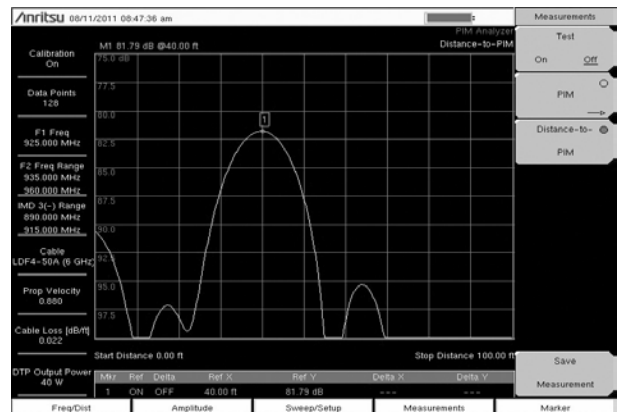 Anritsu 08/11/2011 08:47:36 am
Measurements
PIM Analyzer
M1 81.79 dB @40.00 ft
Distance-to-PIM
Calibration
On
Data Points
128
F1 Freq
925.000 MHz
F2 Freq Range
935.000 MHz
960.000 MHz
IMD 3(-) Range
890.000 MHz
915.000 MHz
Cable
LDF4-50A (6 GHz
Prop Velocity
0.880
Cable Loss [dB/ft]
0.022
DTP Output Power
40 W
75.0 dB
77.5
80.0
82.5
85.0
87.5
90.0
92.5
95.0
97.5
1
Start Distance 0.00 ft
Stop Distance 100.00 ft
Mkr Ref Delta Ref X Ref Y Delta X Delta Y
1 ON OFF 40.00 ft 81.79 dB --- ---
Test
On Off
PIM
Distance-to-
PIM
Save
Measurement
Freq/Dist Amplitude Sweep/Setup Measurements Marker